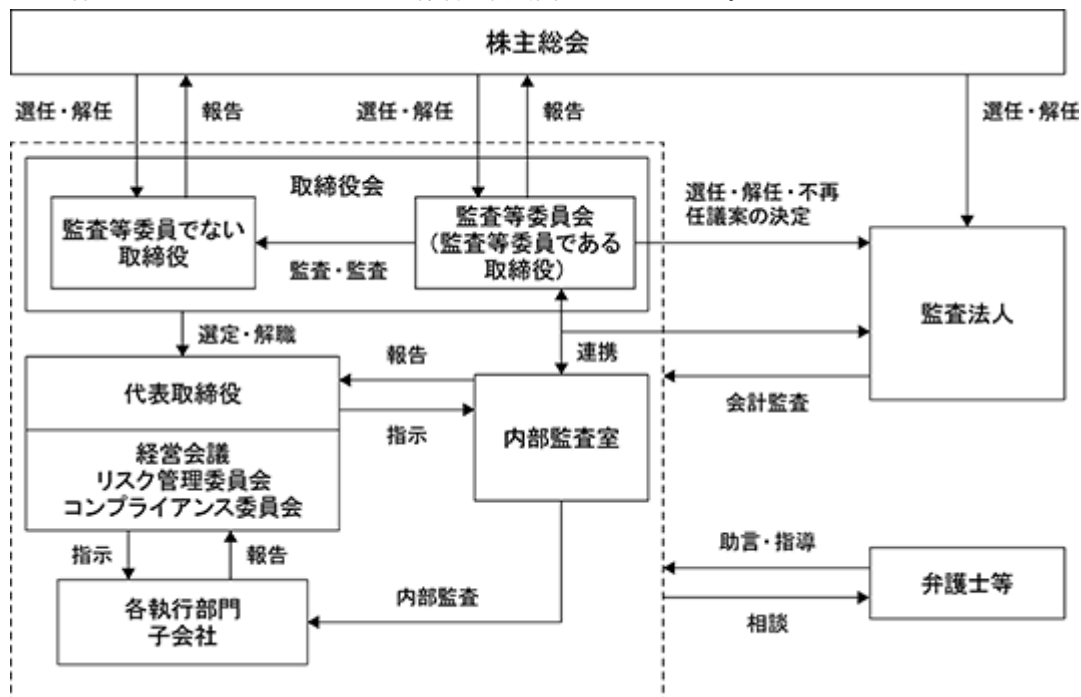 株主総会
選任・解任
報告
選任・解任
報告
選任・解任
取締役会
監査等委員でない
取締役
監査等委員会
（監査等委員である
取締役）
監査・監査
選任・解任・不再
任議案の決定
監査法人
選定・解職
連携
報告
代表取締役
指示
内部監査室
会計監査
経営会議
リスク管理委員会
コンプライアンス委員会
指示
報告
助言・指導
弁護士等
相談
内部監査
各執行部門
子会社